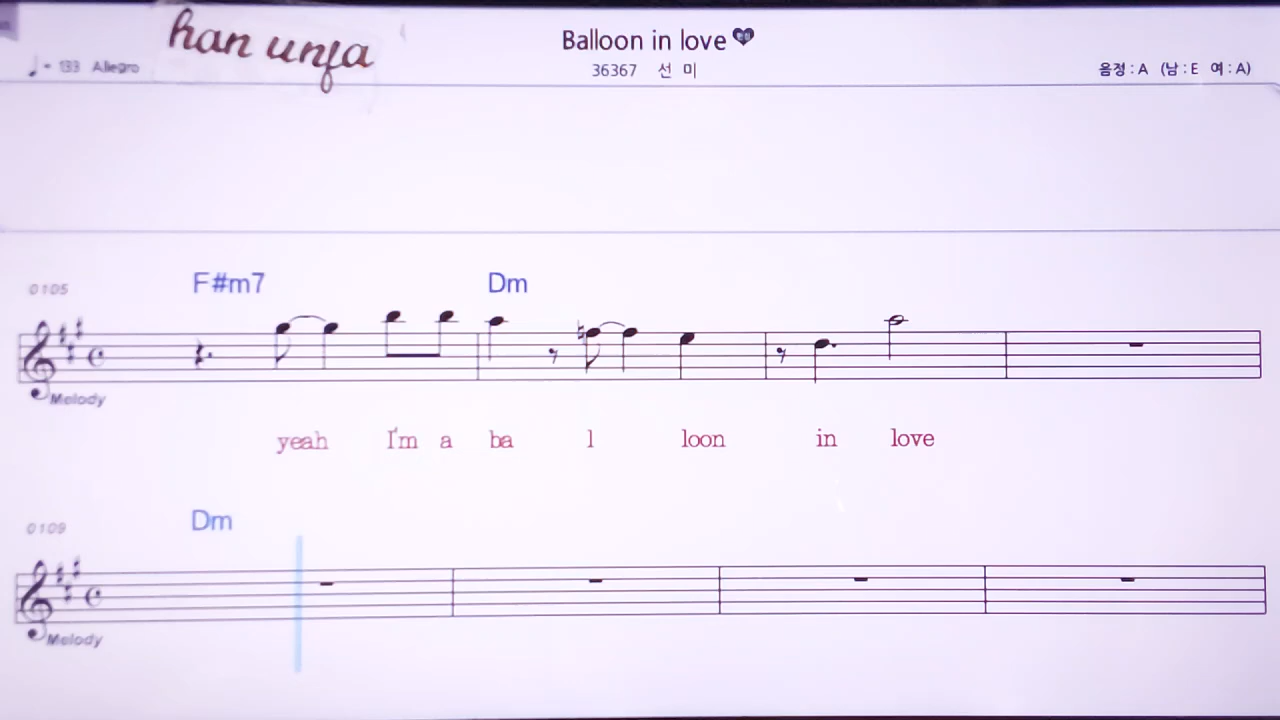 han unja
Balloon in love
♩= 133 Allegro
36367 선 미
음정 : A (남 : E 여 : A)
0105
F#m7 Dm
Melody
yeah I'm a ba l loon in love
0109
Dm
Melody